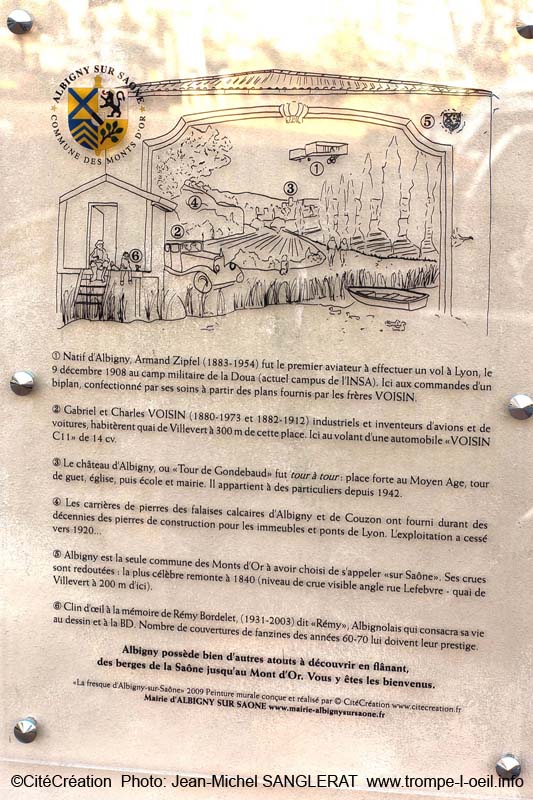 ALBIGNY SUR SAONE
COMMUNE DES MONTS D'OR
⑤
①
③
④
②
⑥
① Natif d'Albigny, Armand Zipfel (1883-1954) fut le premier aviateur à effectuer un vol à Lyon, le
9 décembre 1908 au camp militaire de la Doua (actuel campus de l'INSA). Ici aux commandes d'un
biplan, confectionné par ses soins à partir des plans fournis par les frères VOISIN.
② Gabriel et Charles VOISIN (1880-1973 et 1882-1912) industriels et inventeurs d'avions et de
voitures, habitèrent quai de Villevert à 300 m de cette place. Ici au volant d'une automobile «VOISIN
C11» de 14 cv.
③ Le château d'Albigny, ou «Tour de Gondebaud» fut tour à tour : place forte au Moyen Age, tour
de guet, église, puis école et mairie. Il appartient à des particuliers depuis 1942.
④ Les carrières de pierres des falaises calcaires d'Albigny et de Couzon ont fourni durant des
décennies des pierres de construction pour les immeubles et ponts de Lyon. L'exploitation a cessé
vers 1920...
⑤ Albigny est la seule commune des Monts d'Or à avoir choisi de s'appeler «sur Saône». Ses crues
sont redoutées : la plus célèbre remonte à 1840 (niveau de crue visible angle rue Lefebvre - quai de
Villevert à 200 m d'ici).
⑥ Clin d'œil à la mémoire de Rémy Bordelet, (1931-2003) dit «Rémy», Albignolais qui consacra sa vie
au dessin et à la BD. Nombre de couvertures de fanzines des années 60-70 lui doivent leur prestige.
Albigny possède bien d'autres atouts à découvrir en flânant,
des berges de la Saône jusqu'au Mont d'Or. Vous y êtes les bienvenus.
«La fresque d'Albigny-sur-Saône» 2009 Peinture murale conçue et réalisé par © CitéCréation www.citecreation.fr
Mairie d'ALBIGNY SUR SAONE www.mairie-albignysursaone.fr
©CitéCréation Photo: Jean-Michel SANGLERAT www.trompe-l-oeil.info